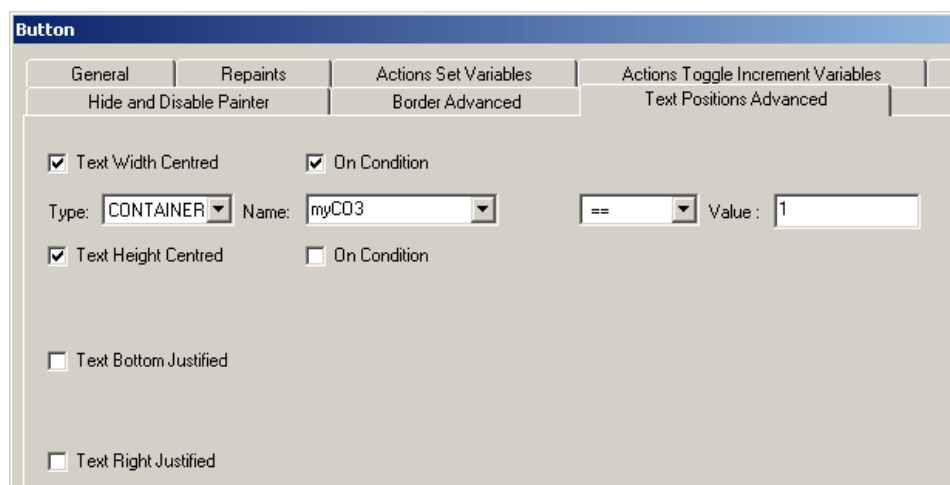 Button
General Repaints Actions Set Variables Actions Toggle Increment Variables
Hide and Disable Painter Border Advanced Text Positions Advanced
Text Width Centred On Condition
Type: CONTAINER Name: myCO3 == Value : 1
Text Height Centred On Condition
Text Bottom Justified
Text Right Justified